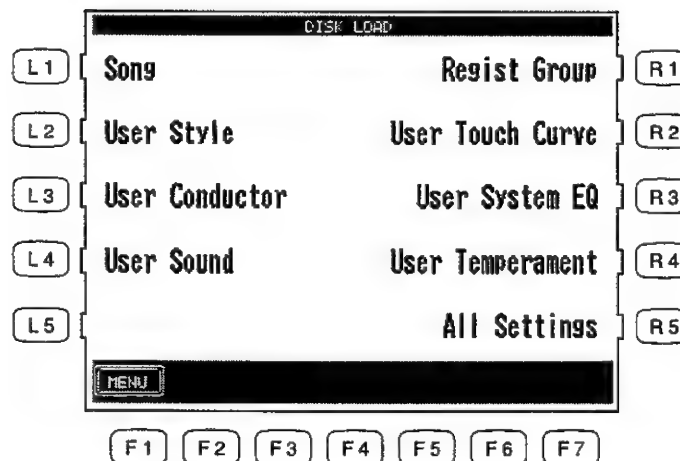 DISK LOAD
L1 Song Regist Group R1
L2 User Style User Touch Curve R2
L3 User Conductor User System EQ R3
L4 User Sound User Temperament R4
L5 All Settings R5
MENU
F1 F2 F3 F4 F5 F6 F7